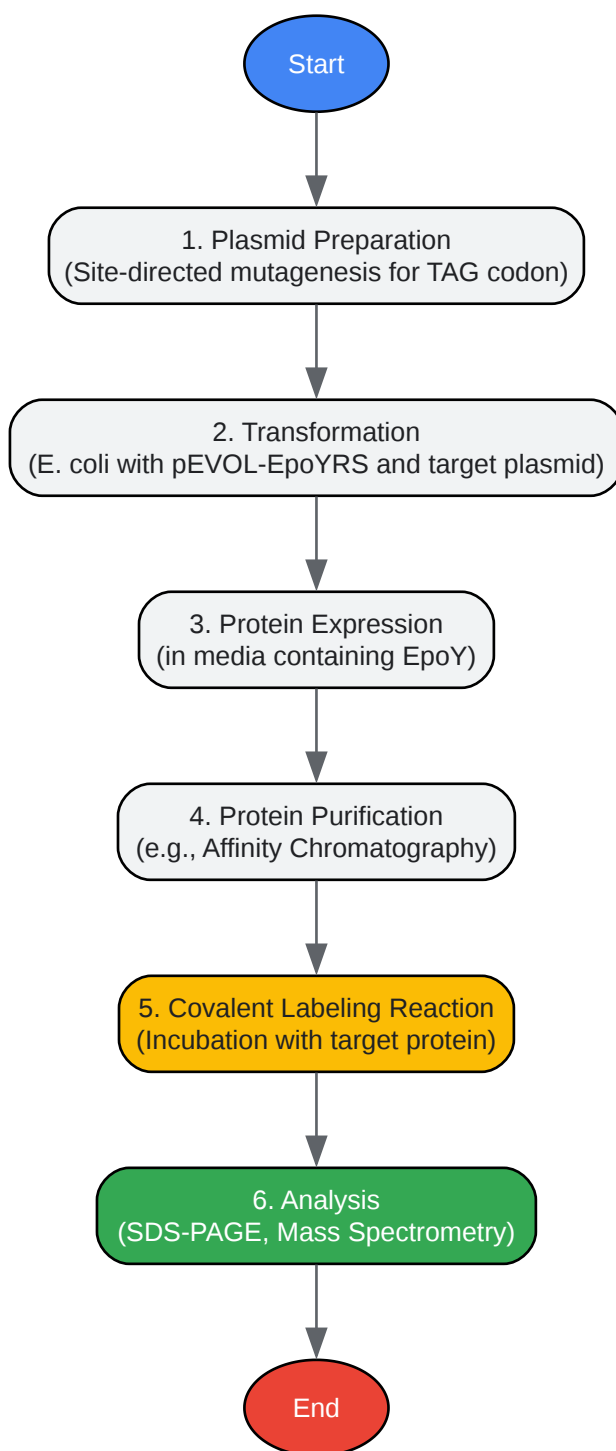 Start
1. Plasmid Preparation
(Site-directed mutagenesis for TAG codon)
2. Transformation
(E. coli with pEVOL-EpoYRS and target plasmid)
3. Protein Expression
(in media containing EpoY)
4. Protein Purification
(e.g., Affinity Chromatography)
5. Covalent Labeling Reaction
(Incubation with target protein)
6. Analysis
(SDS-PAGE, Mass Spectrometry)
End